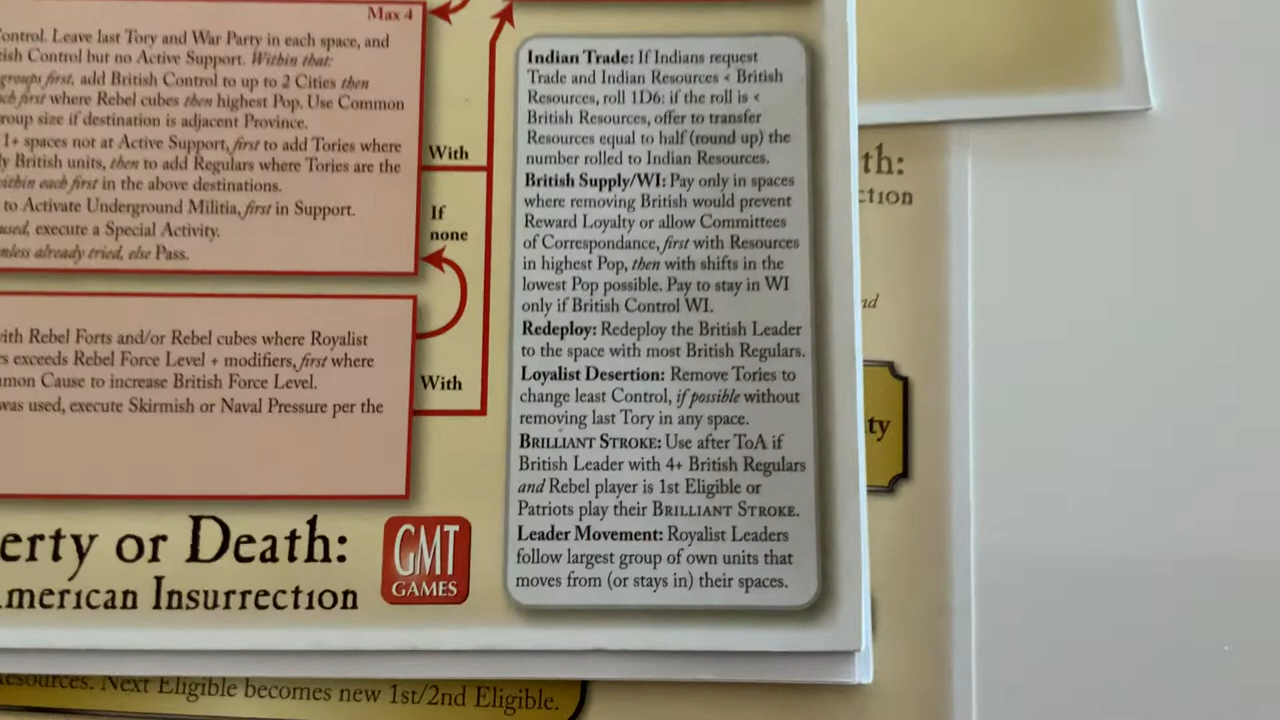 Max 4
ontrol. Leave last Tory and War Party in each space, and
ish Control but no Active Support. Within that:
groups first, add British Control to up to 2 Cities then
ch first where Rebel cubes then highest Pop. Use Common
roup size if destination is adjacent Province.
1+ spaces not at Active Support, first to add Tories where
ly British units, then to add Regulars where Tories are the
within each first in the above destinations.
to Activate Underground Militia, first in Support.
used, execute a Special Activity.
nless already tried, else Pass.
With
If
none
ith Rebel Forts and/or Rebel cubes where Royalist
rs exceeds Rebel Force Level + modifiers, first where
mmon Cause to increase British Force Level.
was used, execute Skirmish or Naval Pressure per the
With
erty or Death:
merican Insurrection
GMT
GAMES
Indian Trade: If Indians request
Trade and Indian Resources < British
Resources, roll 1D6: if the roll is <
British Resources, offer to transfer
Resources equal to half (round up) the
number rolled to Indian Resources.
British Supply/WI: Pay only in spaces
where removing British would prevent
Reward Loyalty or allow Committees
of Correspondance, first with Resources
in highest Pop, then with shifts in the
lowest Pop possible. Pay to stay in WI
only if British Control WI.
Redeploy: Redeploy the British Leader
to the space with most British Regulars.
Loyalist Desertion: Remove Tories to
change least Control, if possible without
removing last Tory in any space.
BRILLIANT STROKE: Use after ToA if
British Leader with 4+ British Regulars
and Rebel player is 1st Eligible or
Patriots play their BRILLIANT STROKE.
Leader Movement: Royalist Leaders
follow largest group of own units that
moves from (or stays in) their spaces.
th:
ction
nd
ty
esources. Next Eligible becomes new 1st/2nd Eligible.